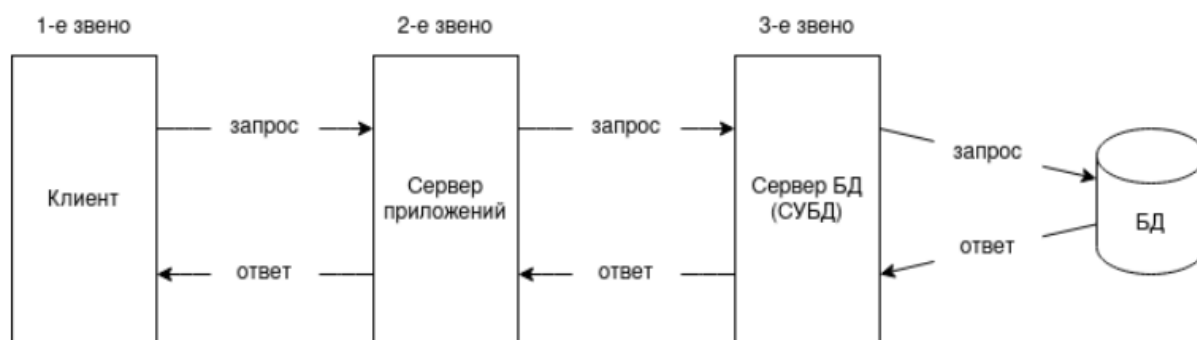 1-е звено
2-е звено
3-е звено
запрос
запрос
запрос
Клиент
Сервер
приложений
Сервер БД
(СУБД)
БД
ответ
ответ
ответ